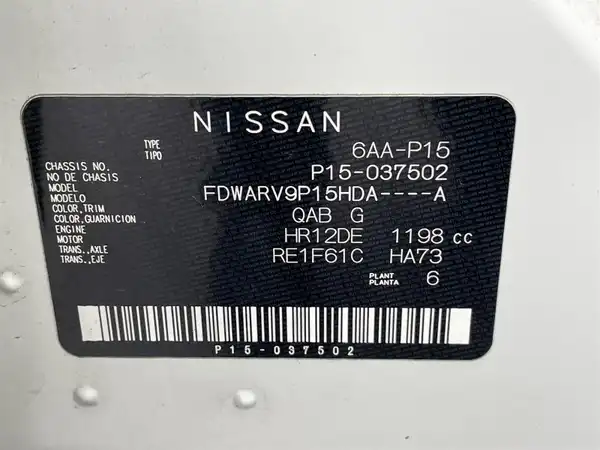 NISSAN
TYPE
TIPO 6AA-P15
CHASSIS NO.
NO DE CHASSIS P15-037502
MODEL
MODELO FDWARV9P15HDA----A
COLOR,TRIM
COLOR,GUARNICION QAB G
ENGINE
MOTOR HR12DE 1198 cc
TRANS.,AXLE
TRANS.,EJE RE1F61C HA73
PLANT
PLANTA 6
P15-037502